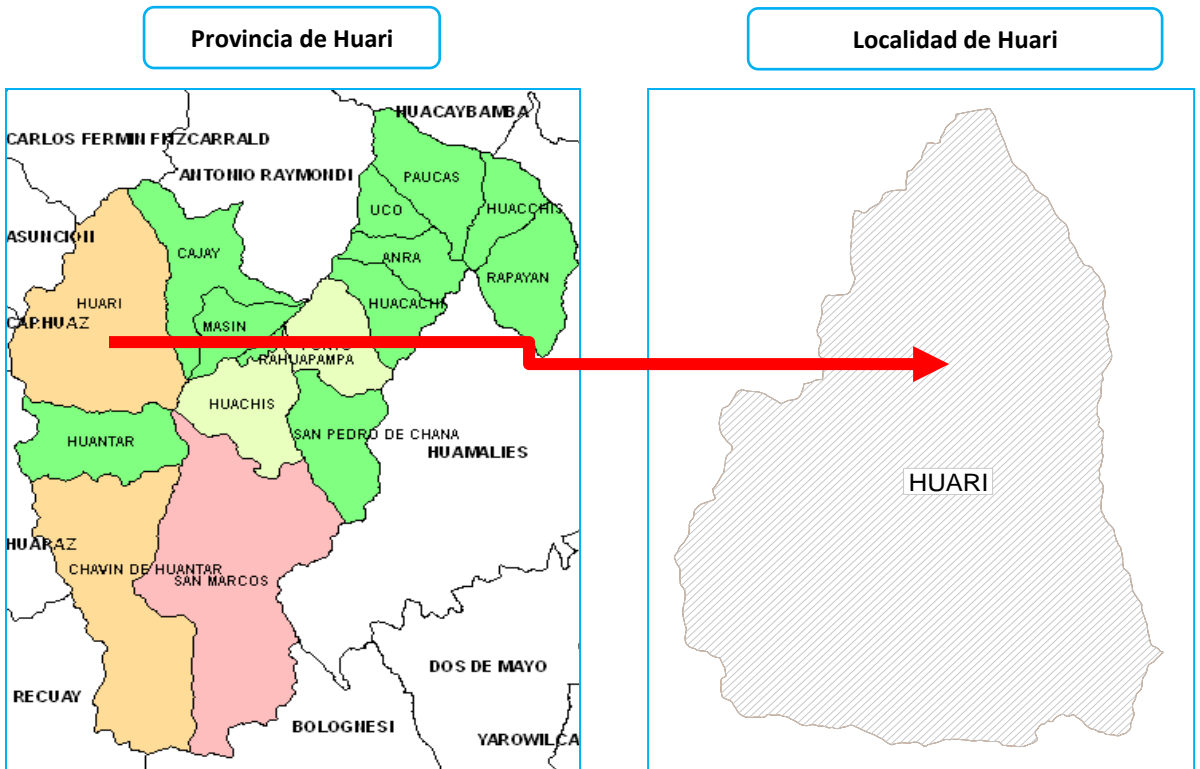 Provincia de Huari
Localidad de Huari
HUACAYBAMBA
CARLOS FERMIN FITZCARRALD
ANTONIO RAYMONDI
PAUCAS
UCO
HUACCHIS
ASUNCION
CAJAY
ANRA
RAPAYAN
HUARI
HUACACHI
CARHUAZ
MASIN
RAHUAPAMPA
HUACHIS
HUANTAR
SAN PEDRO DE CHANA
HUAMALIES
HUARI
HUARAZ
CHAVIN DE HUANTAR
SAN MARCOS
DOS DE MAYO
RECUAY
BOLOGNESI
YAROWILCA